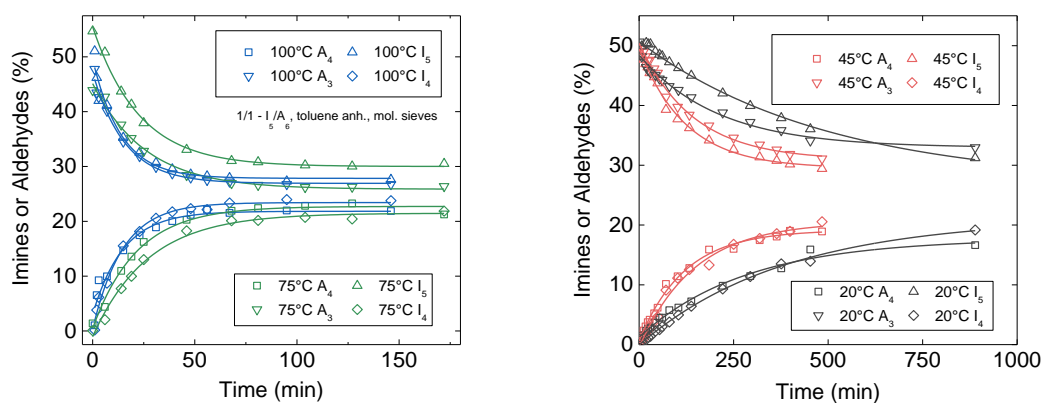 Imines or Aldehydes (%)
50
40
30
20
10
0
100°C A4 100°C I5
100°C A3 100°C I4
1/1 - I5/A6, toluene anh., mol. sieves
75°C A4 75°C I5
75°C A3 75°C I4
0 50 100 150
Time (min)
Imines or Aldehydes (%)
50
40
30
20
10
0
45°C A4 45°C I5
45°C A3 45°C I4
20°C A4 20°C I5
20°C A3 20°C I4
0 250 500 750 1000
Time (min)